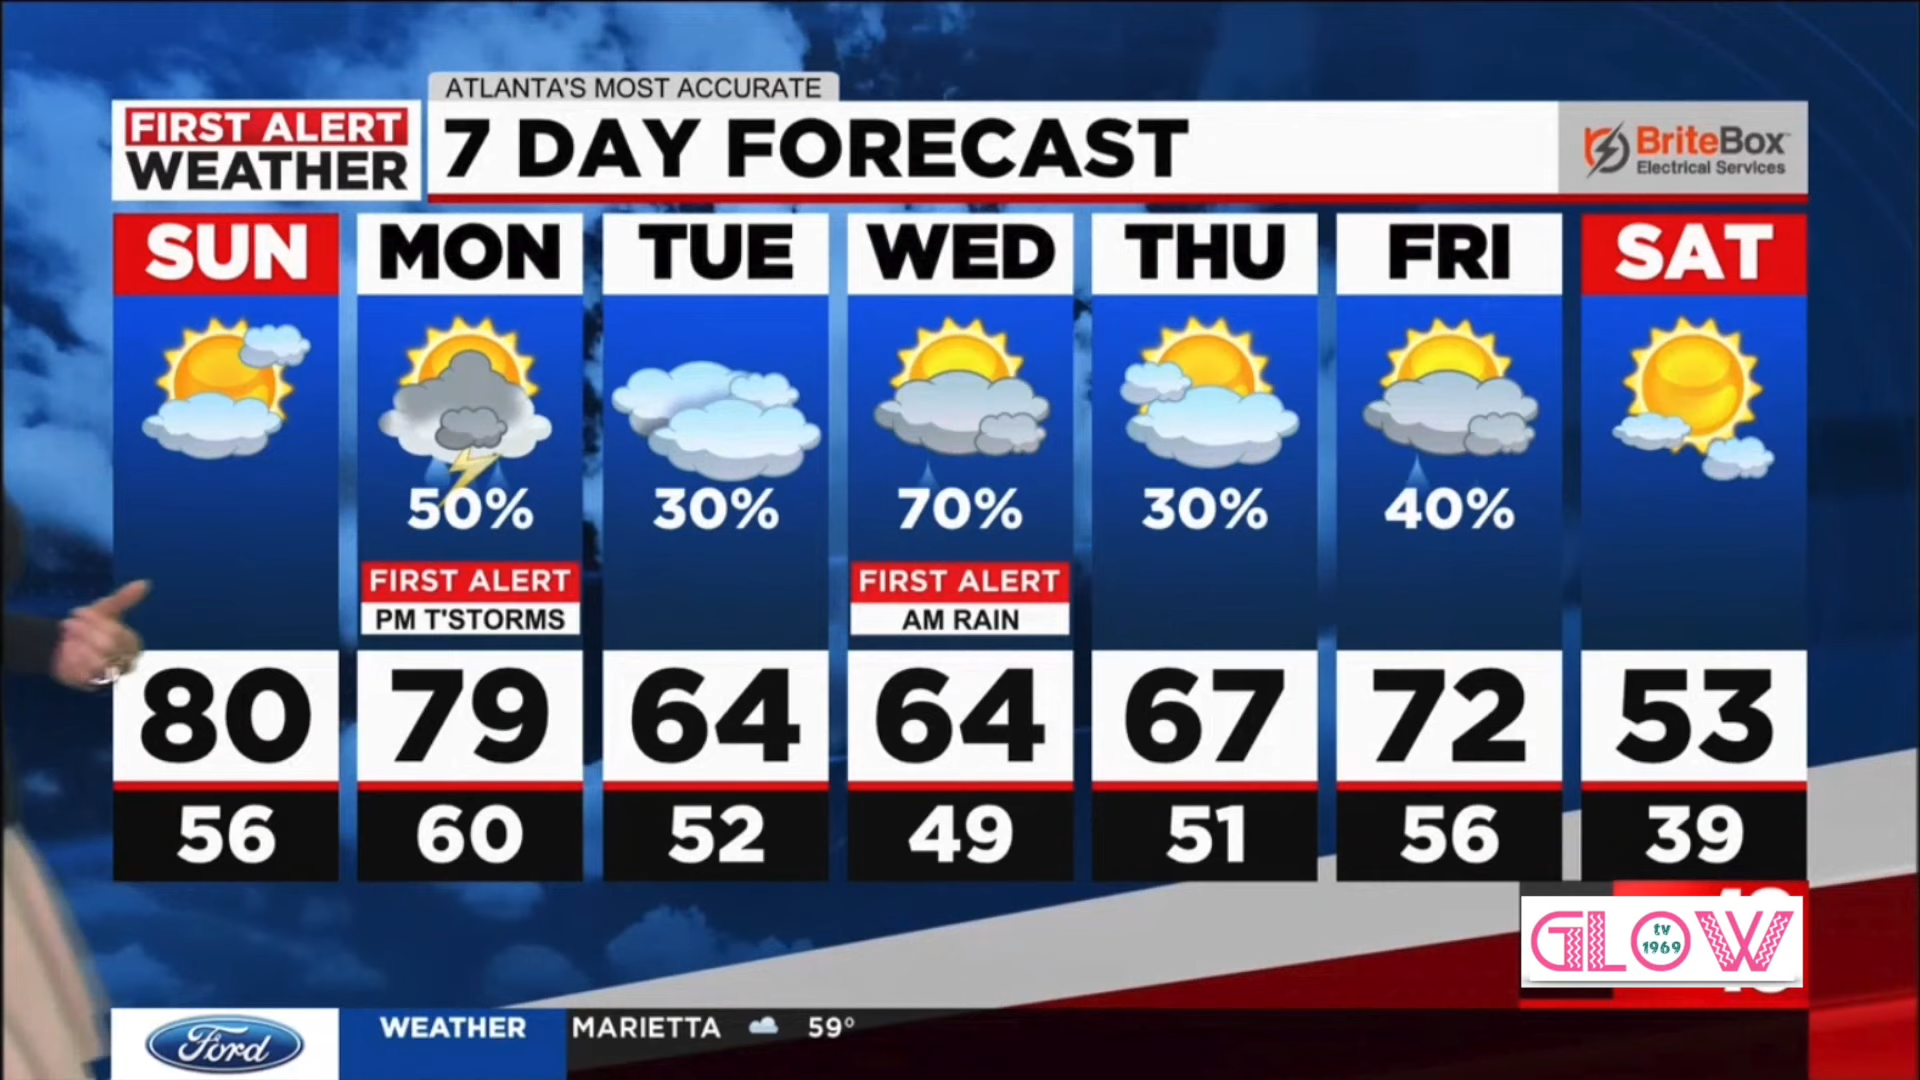 ATLANTA'S MOST ACCURATE
FIRST ALERT
WEATHER
7 DAY FORECAST
BriteBox
Electrical Services
SUN MON TUE WED THU FRI SAT
50% 30% 70% 30% 40%
FIRST ALERT FIRST ALERT
PM T'STORMS AM RAIN
80 79 64 64 67 72 53
56 60 52 49 51 56 39
GLOW
tv
1969
Ford
WEATHER MARIETTA 59°